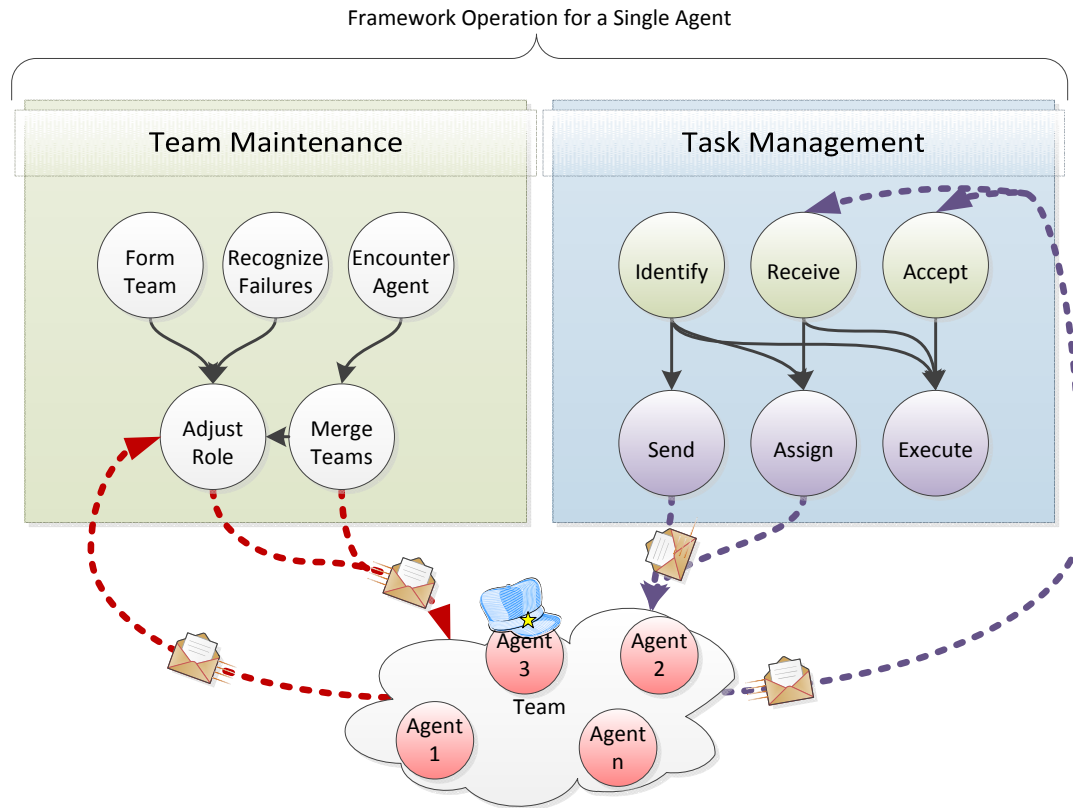 Framework Operation for a Single Agent
Team Maintenance
Task Management
Form
Team
Recognize
Failures
Encounter
Agent
Identify
Receive
Accept
Adjust
Role
Merge
Teams
Send
Assign
Execute
Agent
3
Agent
2
Team
Agent
1
Agent
n